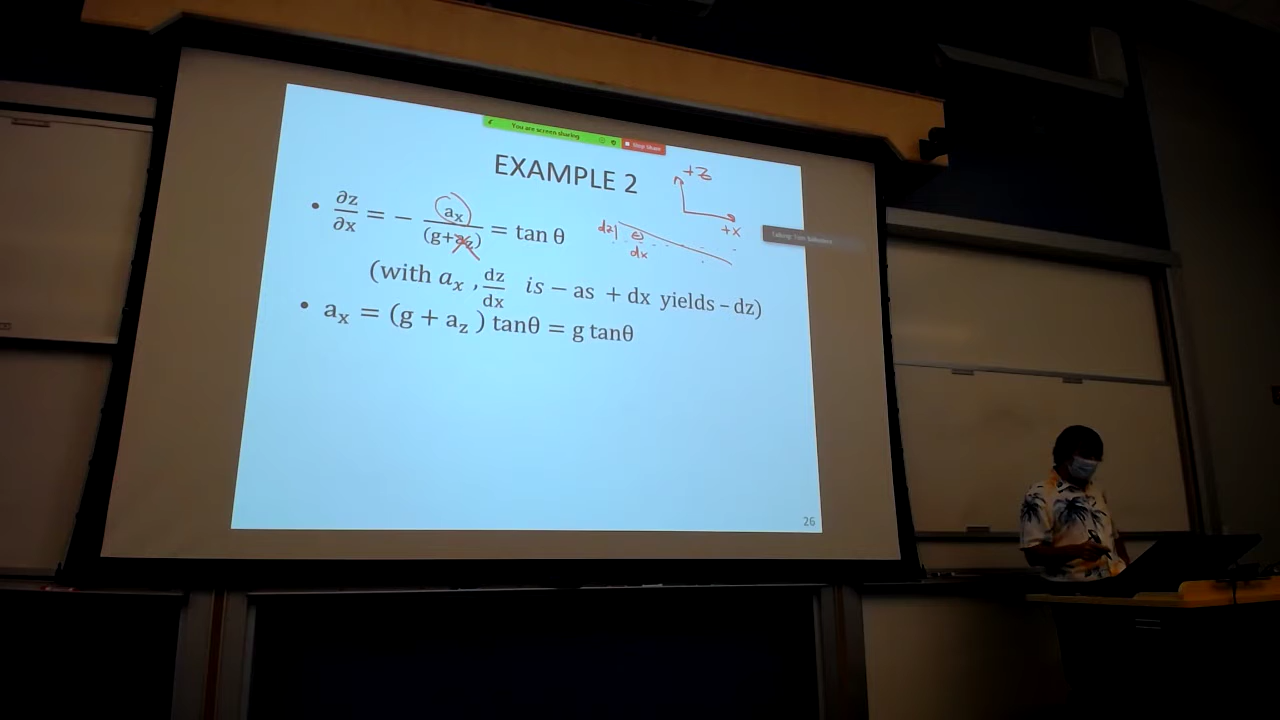 You are screen sharing
Stop Share
EXAMPLE 2
+z
+x
• ∂z/∂x = − a_x/(g+a_z) = tan θ
dz
θ
dx
(with a_x , dz/dx is − as + dx yields – dz)
• a_x = (g + a_z ) tanθ = g tanθ
26